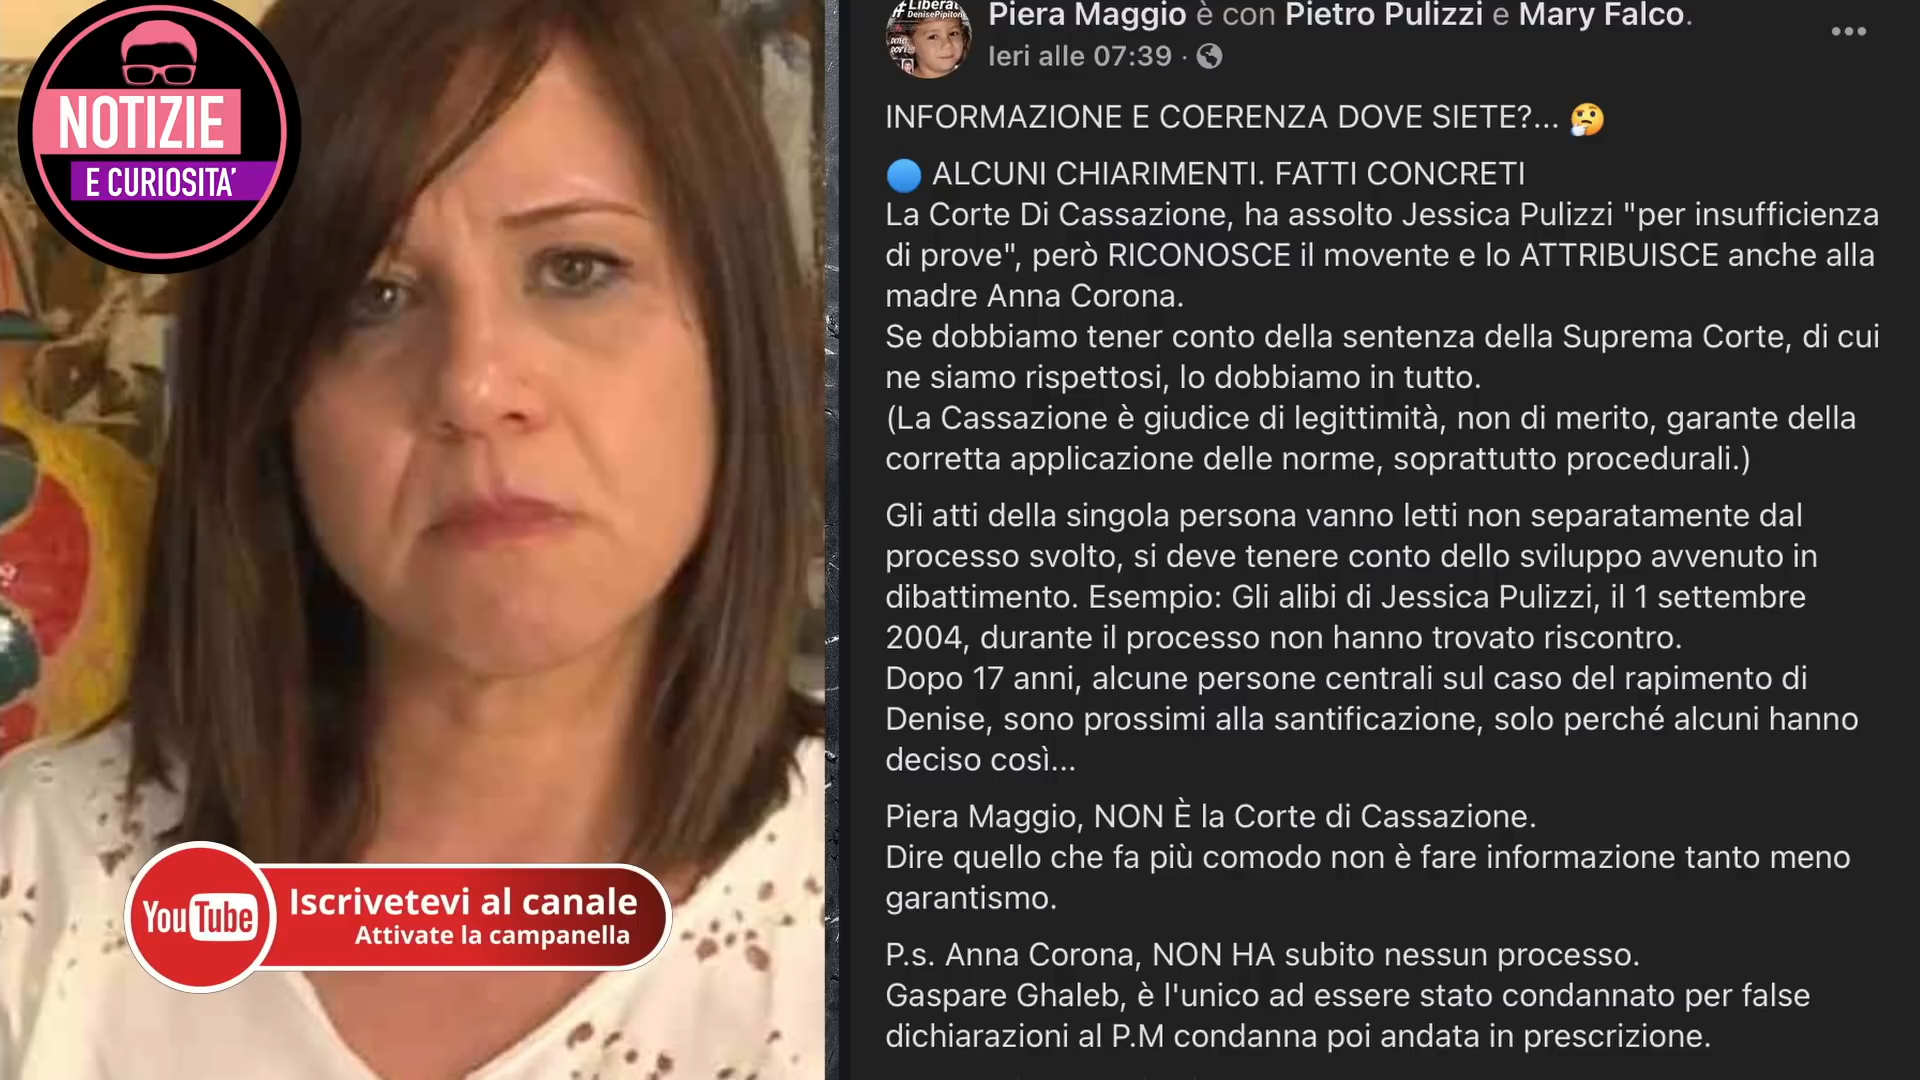 NOTIZIE
E CURIOSITA'
YouTube
Iscrivetevi al canale
Attivate la campanella
#Liberat
DenisePipitone
Piera Maggio è con Pietro Pulizzi e Mary Falco.
Ieri alle 07:39 ·
INFORMAZIONE E COERENZA DOVE SIETE?... 🤔
🔵 ALCUNI CHIARIMENTI. FATTI CONCRETI
La Corte Di Cassazione, ha assolto Jessica Pulizzi "per insufficienza
di prove", però RICONOSCE il movente e lo ATTRIBUISCE anche alla
madre Anna Corona.
Se dobbiamo tener conto della sentenza della Suprema Corte, di cui
ne siamo rispettosi, lo dobbiamo in tutto.
(La Cassazione è giudice di legittimità, non di merito, garante della
corretta applicazione delle norme, soprattutto procedurali.)
Gli atti della singola persona vanno letti non separatamente dal
processo svolto, si deve tenere conto dello sviluppo avvenuto in
dibattimento. Esempio: Gli alibi di Jessica Pulizzi, il 1 settembre
2004, durante il processo non hanno trovato riscontro.
Dopo 17 anni, alcune persone centrali sul caso del rapimento di
Denise, sono prossimi alla santificazione, solo perché alcuni hanno
deciso così...
Piera Maggio, NON È la Corte di Cassazione.
Dire quello che fa più comodo non è fare informazione tanto meno
garantismo.
P.s. Anna Corona, NON HA subito nessun processo.
Gaspare Ghaleb, è l'unico ad essere stato condannato per false
dichiarazioni al P.M condanna poi andata in prescrizione.